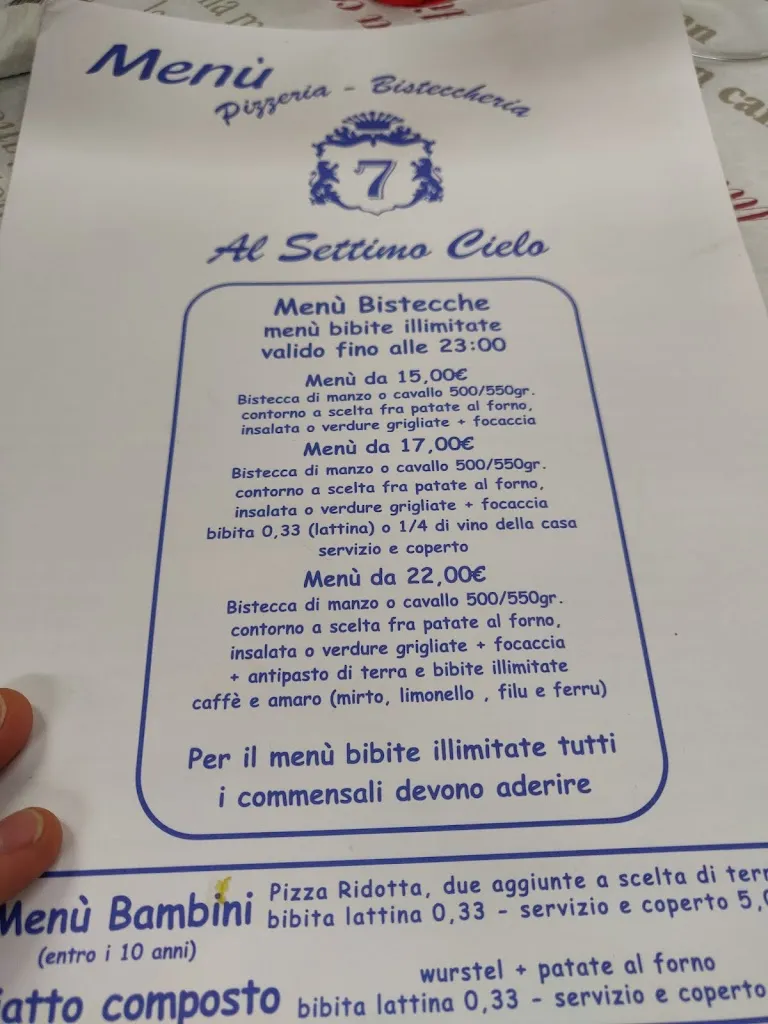 Menù
Pizzeria - Bisteccheria
7
Al Settimo Cielo
Menù Bistecche
menù bibite illimitate
valido fino alle 23:00
Menù da 15,00€
Bistecca di manzo o cavallo 500/550gr.
contorno a scelta fra patate al forno,
insalata o verdure grigliate + focaccia
Menù da 17,00€
Bistecca di manzo o cavallo 500/550gr.
contorno a scelta fra patate al forno,
insalata o verdure grigliate + focaccia
bibita 0,33 (lattina) o 1/4 di vino della casa
servizio e coperto
Menù da 22,00€
Bistecca di manzo o cavallo 500/550gr.
contorno a scelta fra patate al forno,
insalata o verdure grigliate + focaccia
+ antipasto di terra e bibite illimitate
caffè e amaro (mirto, limonello , filu e ferru)
Per il menù bibite illimitate tutti
i commensali devono aderire
Menù Bambini
(entro i 10 anni)
Pizza Ridotta, due aggiunte a scelta di
bibita lattina 0,33 - servizio e coperto
composto
wurstel + patate al forno
bibita lattina 0,33 - servizio e coperto